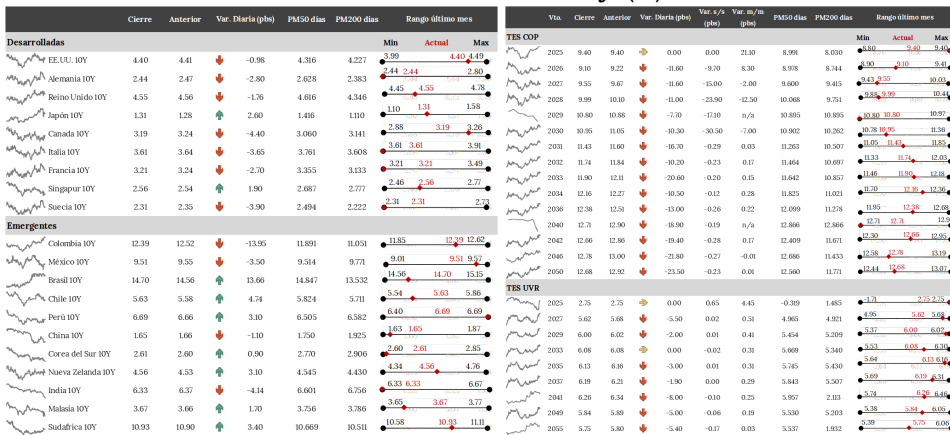 Cierre Anterior Var. Diaria (pbs) PM50 días PM200 días Rango último mes
Desarrolladas Min Actual Max
EE.UU. 10Y 4.40 4.41 -0.98 4.316 4.227 3.99 4.40 4.49
Alemania 10Y 2.44 2.47 -2.80 2.628 2.383 2.44 2.44 2.80
Reino Unido 10Y 4.55 4.56 -1.76 4.616 4.346 4.45 4.55 4.78
Japón 10Y 1.31 1.28 2.60 1.416 1.110 1.10 1.31 1.58
Canada 10Y 3.19 3.24 -4.40 3.060 3.141 2.88 3.19 3.26
Italia 10Y 3.61 3.64 -3.65 3.761 3.608 3.61 3.61 3.91
Francia 10Y 3.21 3.24 -2.70 3.355 3.133 3.21 3.21 3.49
Singapur 10Y 2.56 2.54 1.90 2.687 2.777 2.46 2.56 2.77
Suecia 10Y 2.31 2.35 -3.90 2.494 2.222 2.31 2.31 2.73
Emergentes
Colombia 10Y 12.39 12.52 -13.95 11.891 11.051 11.85 12.39 12.62
México 10Y 9.51 9.55 -3.50 9.514 9.771 9.01 9.51 9.57
Brasil 10Y 14.70 14.56 13.66 14.847 13.532 14.56 14.70 15.15
Chile 10Y 5.63 5.58 4.74 5.824 5.711 5.54 5.63 5.86
Perú 10Y 6.69 6.66 3.10 6.505 6.582 6.40 6.69 6.69
China 10Y 1.65 1.66 -1.10 1.750 1.925 1.63 1.65 1.87
Corea del Sur 10Y 2.61 2.60 0.90 2.770 2.906 2.60 2.61 2.85
Nueva Zelanda 10Y 4.56 4.53 3.10 4.545 4.430 4.34 4.56 4.76
India 10Y 6.33 6.37 -4.14 6.601 6.756 6.33 6.33 6.67
Malasia 10Y 3.67 3.66 1.70 3.756 3.786 3.65 3.67 3.77
Sudafrica 10Y 10.93 10.90 3.40 10.669 10.511 10.58 10.93 11.11
Vto. Cierre Anterior Var. Diaria (pbs) Var. s/s (pbs) Var. m/m (pbs) PM50 días PM200 días Rango último mes
TES COP Min Actual Max
2025 9.40 9.40 0.00 0.00 21.10 8.991 8.030 8.80 9.40 9.40
2026 9.10 9.22 -11.60 -9.70 8.30 8.978 8.744 8.90 9.10 9.41
2027 9.55 9.67 -11.60 -15.00 -2.00 9.600 9.415 9.43 9.55 10.03
2028 9.99 10.10 -11.00 -23.90 -12.50 10.068 9.751 9.88 9.99 10.44
2029 10.80 10.88 -7.70 -17.10 n/a 10.895 10.895 10.80 10.80 10.97
2030 10.95 11.05 -10.30 -30.50 -7.00 10.902 10.262 10.78 10.95 11.36
2031 11.43 11.60 -16.70 -0.29 0.03 11.263 10.507 11.05 11.43 11.85
2032 11.74 11.84 -10.20 -0.23 0.17 11.464 10.697 11.33 11.74 12.03
2033 11.90 12.11 -20.60 -0.20 0.15 11.642 10.857 11.46 11.90 12.18
2034 12.16 12.27 -10.50 -0.12 0.28 11.825 11.021 11.70 12.16 12.36
2036 12.38 12.51 -13.00 -0.26 0.22 12.099 11.278 11.95 12.38 12.68
2040 12.71 12.90 -18.90 -0.19 n/a 12.866 12.866 12.71 12.71 12.9
2042 12.66 12.86 -19.40 -0.28 0.17 12.409 11.671 12.30 12.66 12.95
2046 12.78 13.00 -21.80 -0.27 -0.01 12.686 11.433 12.58 12.78 13.19
2050 12.68 12.92 -23.50 -0.23 0.01 12.560 11.771 12.44 12.68 13.07
TES UVR
2025 2.75 2.75 0.00 0.65 4.45 -0.319 1.485 -1.71 2.75 2.75
2027 5.62 5.68 -5.50 0.02 0.51 4.965 4.921 4.95 5.62 5.68
2029 6.00 6.02 -2.00 0.01 0.41 5.454 5.209 5.37 6.00 6.02
2033 6.08 6.08 0.00 -0.02 0.31 5.669 5.340 5.53 6.08 6.30
2035 6.13 6.16 -3.00 0.01 0.31 5.745 5.430 5.64 6.13 6.16
2037 6.19 6.21 -1.90 0.00 0.29 5.843 5.507 5.69 6.19 6.31
2041 6.26 6.34 -8.00 -0.10 0.25 5.957 2.113 5.74 6.26 6.46
2049 5.84 5.89 -5.00 -0.06 0.19 5.530 5.203 5.38 5.84 6.05
2055 5.75 5.80 -5.40 -0.17 0.03 5.537 1.932 5.39 5.75